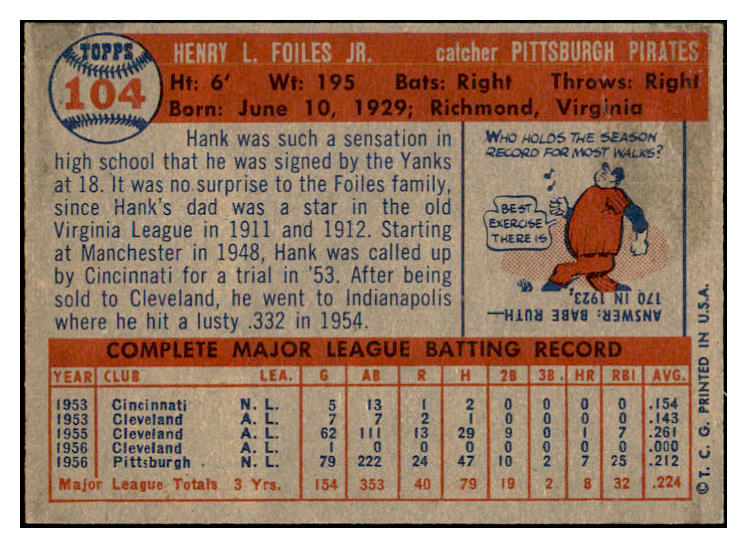 TOPPS
104
HENRY L. FOILES JR. catcher PITTSBURGH PIRATES
Ht: 6' Wt: 195 Bats: Right Throws: Right
Born: June 10, 1929; Richmond, Virginia
Hank was such a sensation in
high school that he was signed by the Yanks
at 18. It was no surprise to the Foiles family,
since Hank's dad was a star in the old
Virginia League in 1911 and 1912. Starting
at Manchester in 1948, Hank was called up
by Cincinnati for a trial in '53. After being
sold to Cleveland, he went to Indianapolis
where he hit a lusty .332 in 1954.
WHO HOLDS THE SEASON
RECORD FOR MOST WALKS?
BEST
EXERCISE
THERE IS
ANSWER: BABE RUTH—
170 IN 1923.
COMPLETE MAJOR LEAGUE BATTING RECORD
YEAR CLUB LEA. G AB R H 2B 3B. HR RBI AVG.
1953 Cincinnati N. L. 5 13 1 2 0 0 0 0 .154
1953 Cleveland A. L. 7 7 2 1 0 0 0 0 .143
1955 Cleveland A. L. 62 111 13 29 9 0 1 7 .261
1956 Cleveland A. L. 1 0 0 0 0 0 0 0 .000
1956 Pittsburgh N. L. 79 222 24 47 10 2 7 25 .212
Major League Totals 3 Yrs. 154 353 40 79 19 2 8 32 .224
© T. C. G. PRINTED IN U.S.A.